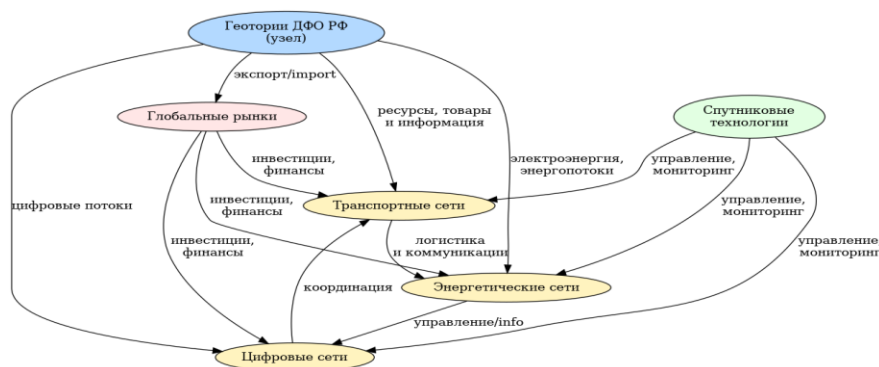 Геотории ДФО РФ
(узел)
экспорт/import
Глобальные рынки
ресурсы, товары
и информация
Спутниковые
технологии
инвестиции,
финансы
электроэнергия,
энергопотоки
управление,
мониторинг
цифровые потоки
инвестиции,
финансы
Транспортные сети
управление,
мониторинг
инвестиции,
финансы
логистика
и коммуникации
управление
мониторинг
координация
Энергетические сети
управление/info
Цифровые сети